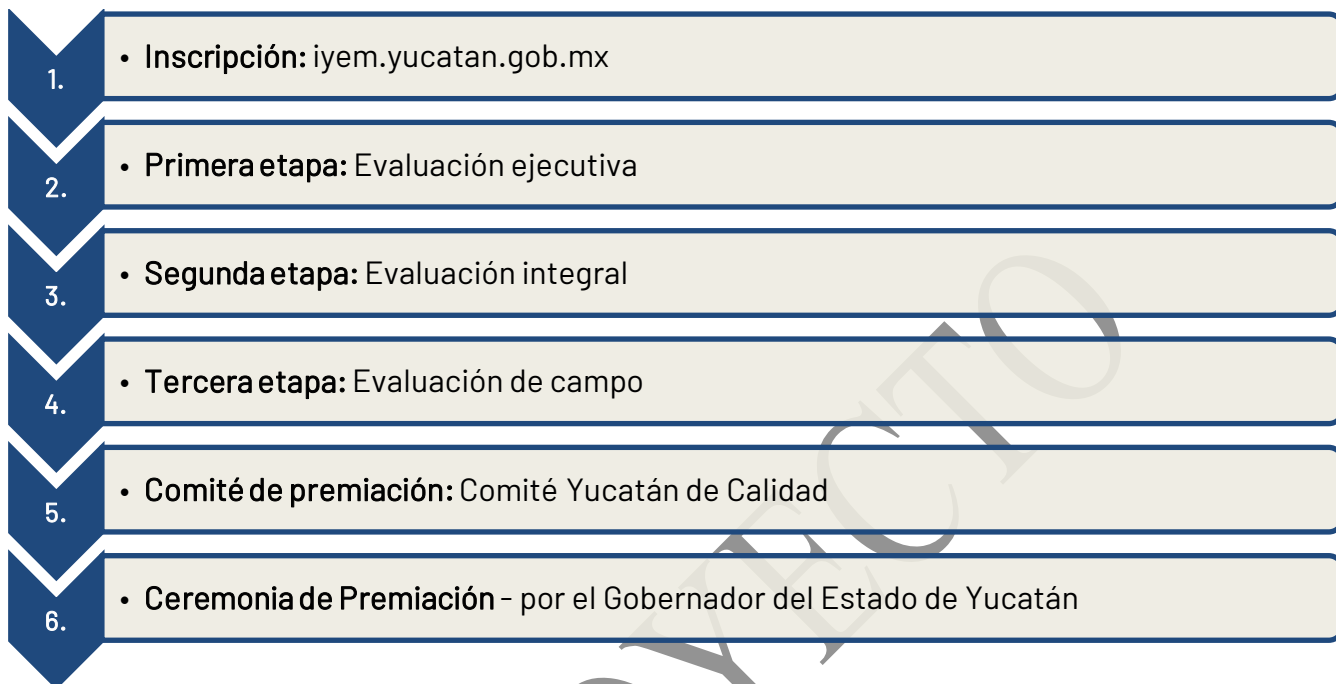 1. • Inscripción: iyem.yucatan.gob.mx
2. • Primera etapa: Evaluación ejecutiva
3. • Segunda etapa: Evaluación integral
4. • Tercera etapa: Evaluación de campo
5. • Comité de premiación: Comité Yucatán de Calidad
6. • Ceremonia de Premiación - por el Gobernador del Estado de Yucatán
OYECTO